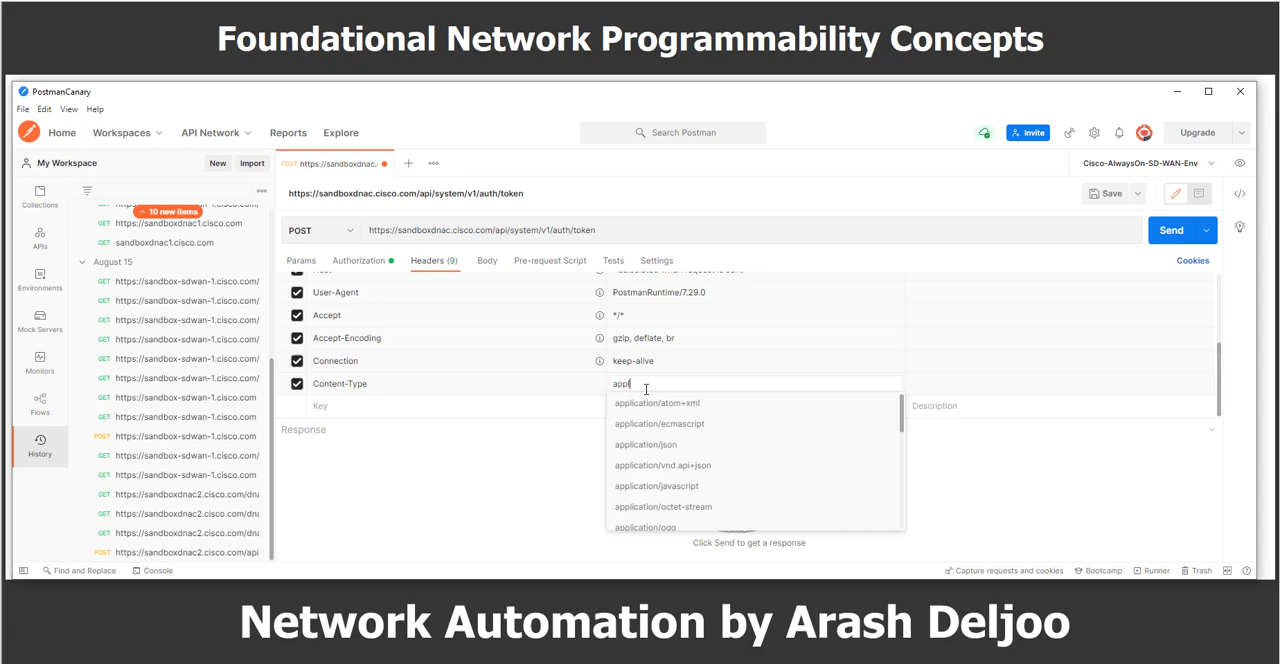 Foundational Network Programmability Concepts
PostmanCanary
File Edit View Help
Home Workspaces API Network Reports Explore
Search Postman
Invite
Upgrade
My Workspace
New Import
POST https://sandboxdnac.
Cisco-AlwaysOn-SD-WAN-Env
https://sandboxdnac.cisco.com/api/system/v1/auth/token
Save
POST
https://sandboxdnac.cisco.com/api/system/v1/auth/token
Send
Params Authorization Headers (9) Body Pre-request Script Tests Settings
Cookies
Collections
APIs
Environments
Mock Servers
Monitors
Flows
History
10 new items
GET https://sandboxdnac1.cisco.com
GET sandboxdnac1.cisco.com
August 15
GET https://sandbox-sdwan-1.cisco.com/
GET https://sandbox-sdwan-1.cisco.com/
GET https://sandbox-sdwan-1.cisco.com/
GET https://sandbox-sdwan-1.cisco.com/
GET https://sandbox-sdwan-1.cisco.com/
GET https://sandbox-sdwan-1.cisco.com/
GET https://sandbox-sdwan-1.cisco.com/
GET https://sandbox-sdwan-1.cisco.com/
POST https://sandbox-sdwan-1.cisco.com
GET https://sandbox-sdwan-1.cisco.com
GET https://sandbox-sdwan-1.cisco.com
GET https://sandboxdnac2.cisco.com/dna
GET https://sandboxdnac2.cisco.com/dna
GET https://sandboxdnac2.cisco.com/dna
POST https://sandboxdnac2.cisco.com/api
User-Agent PostmanRuntime/7.29.0
Accept */*
Accept-Encoding gzip, deflate, br
Connection keep-alive
Content-Type appl
Key Description
application/atom+xml
application/ecmascript
application/json
application/vnd.api+json
application/javascript
application/octet-stream
application/ogg
Response
Click Send to get a response
Find and Replace Console
Capture requests and cookies Bootcamp Runner Trash
Network Automation by Arash Deljoo